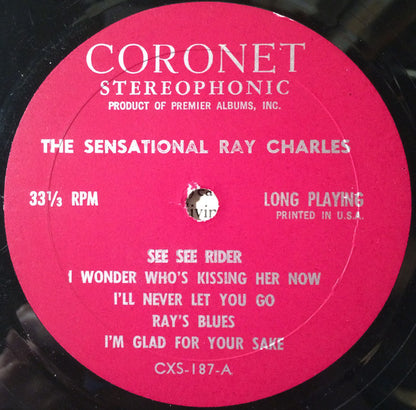 CORONET
STEREOPHONIC
PRODUCT OF PREMIER ALBUMS, INC.
THE SENSATIONAL RAY CHARLES
33⅓ RPM
LONG PLAYING
PRINTED IN U.S.A.
SEE SEE RIDER
I WONDER WHO'S KISSING HER NOW
I'LL NEVER LET YOU GO
RAY'S BLUES
I'M GLAD FOR YOUR SAKE
CXS-187-A